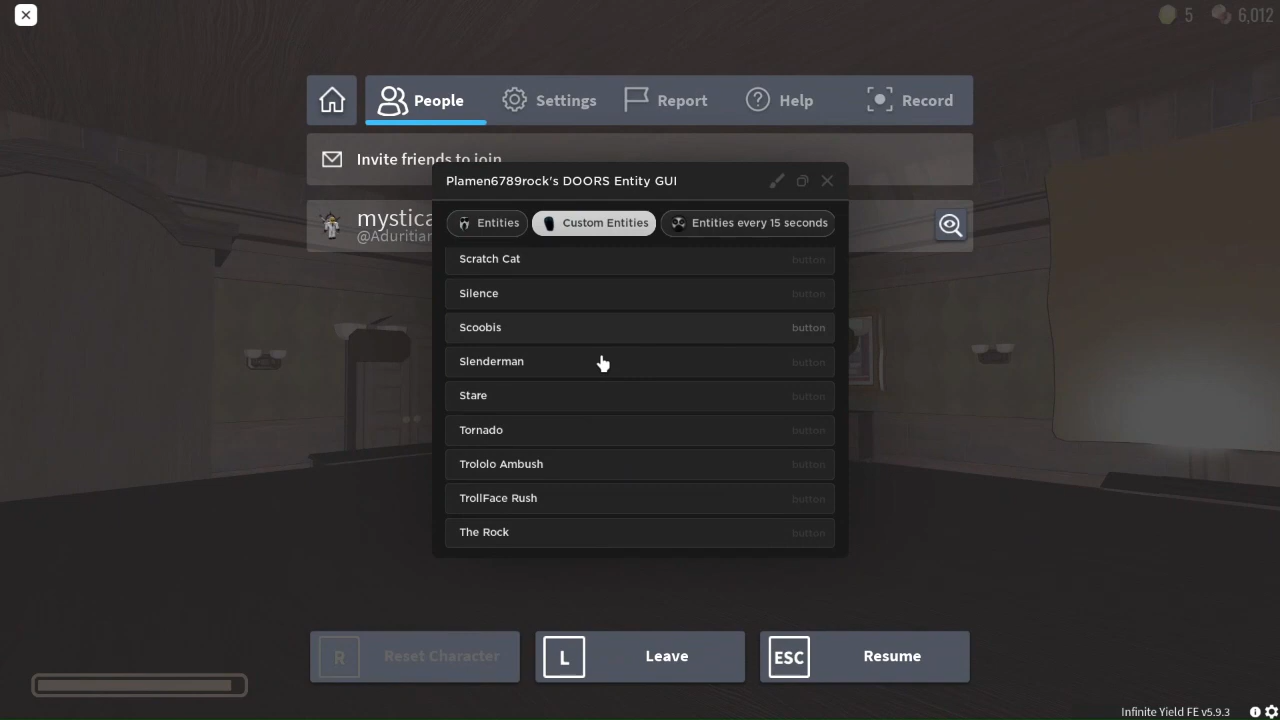 5 6,012
People Settings Report Help Record
Invite friends to join
mystica
@Aduritian
Plamen6789rock's DOORS Entity GUI
Entities Custom Entities Entities every 15 seconds
Scratch Cat button
Silence button
Scoobis button
Slenderman button
Stare button
Tornado button
Trololo Ambush button
TrollFace Rush button
The Rock button
R Reset Character L Leave ESC Resume
Infinite Yield FE v5.9.3